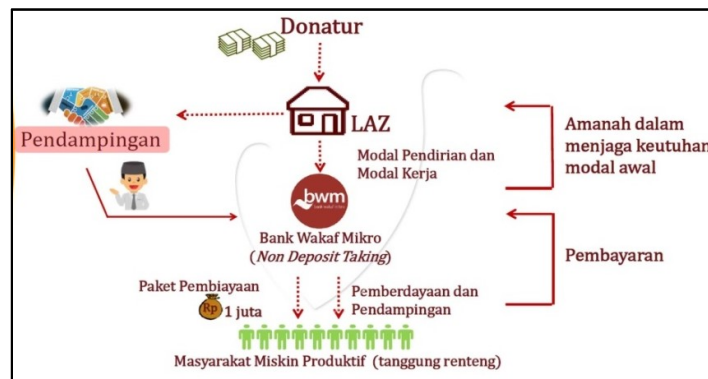 Donatur
LAZ
Pendampingan
Modal Pendirian dan
Modal Kerja
Amanah dalam
menjaga keutuhan
modal awal
bwm
Bank Wakaf Mikro
(Non Deposit Taking)
Pembayaran
Paket Pembiayaan
Rp 1 juta
Pemberdayaan dan
Pendampingan
Masyarakat Miskin Produktif (tanggung renteng)